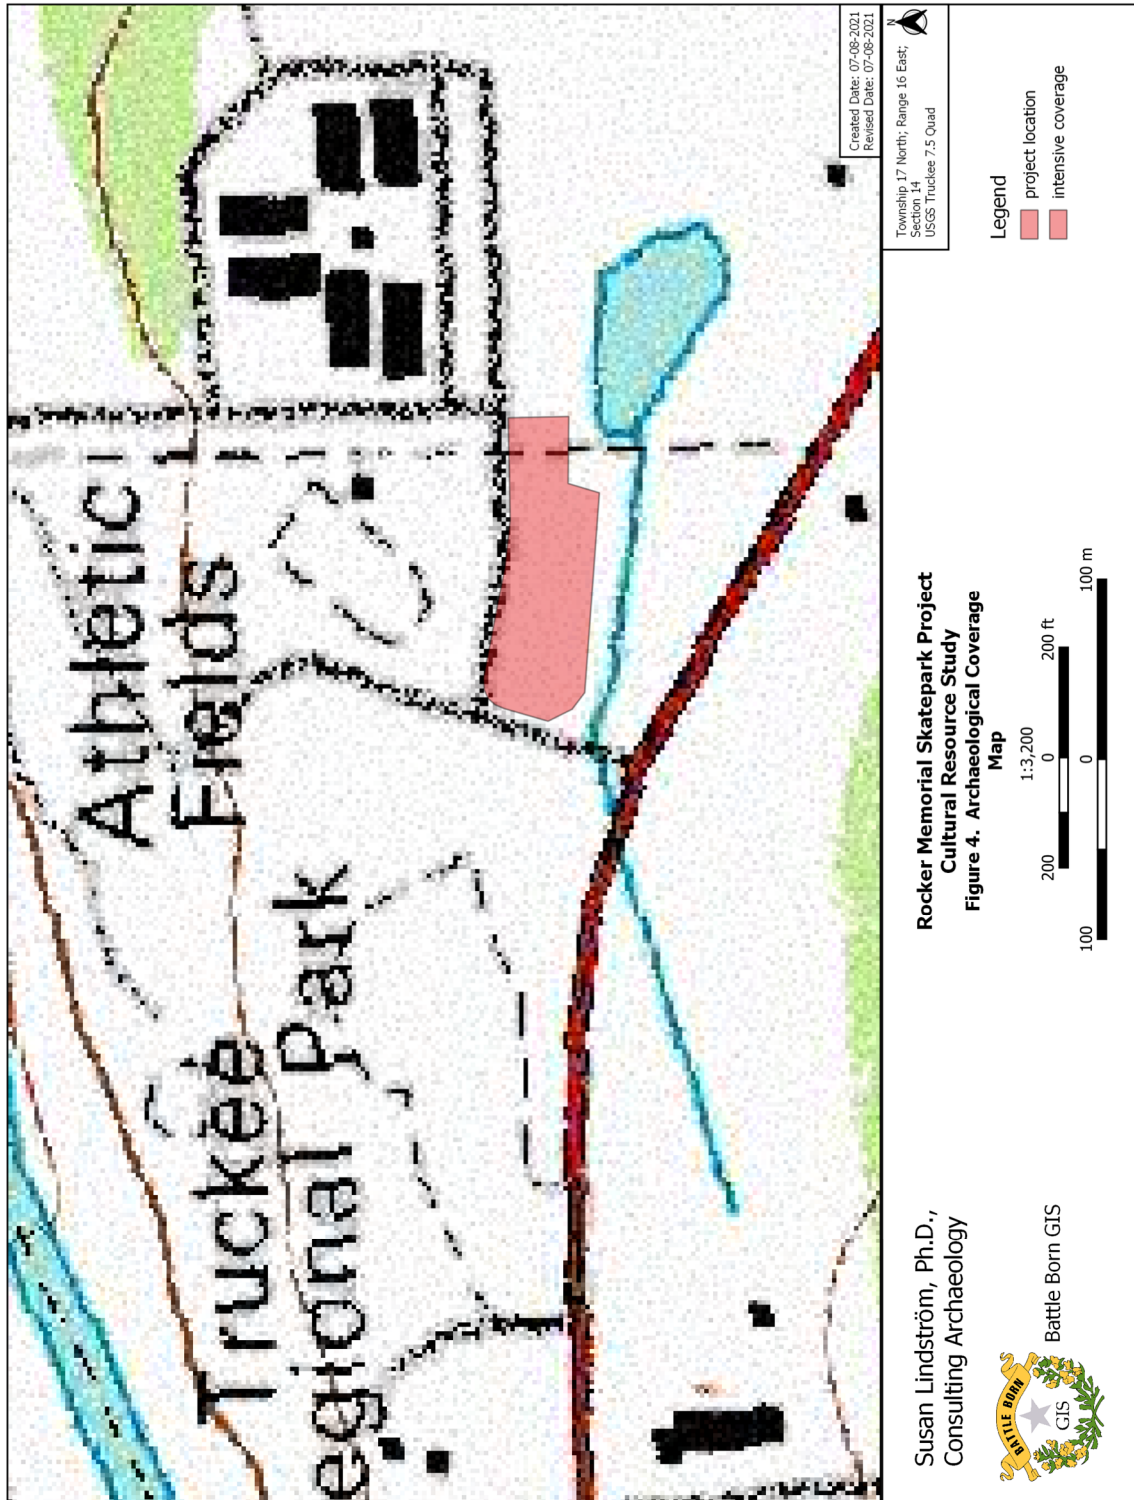 Athletic
Fields
Truckee
egional Park
Created Date: 07-08-2021
Revised Date: 07-08-2021
Township 17 North; Range 16 East;
Section 14
USGS Truckee 7.5 Quad
N
Legend
project location
intensive coverage
Rocker Memorial Skatepark Project
Cultural Resource Study
Figure 4. Archaeological Coverage
Map
1:3,200
200 0 200 ft
100 0 100 m
Susan Lindström, Ph.D.,
Consulting Archaeology
BATTLE BORN
GIS
Battle Born GIS